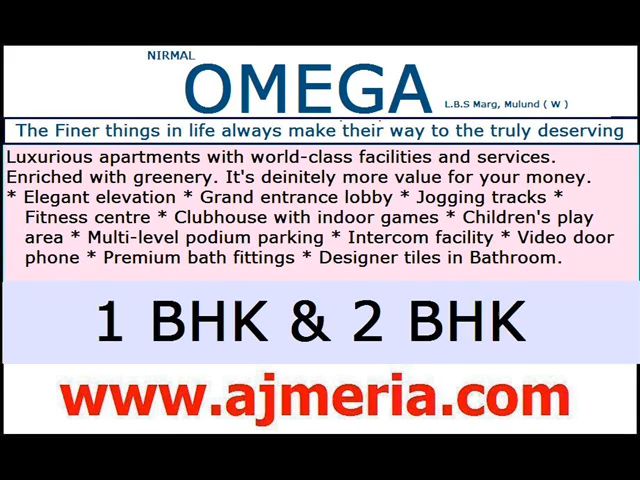 NIRMAL
OMEGA
L.B.S Marg, Mulund ( W )
The Finer things in life always make their way to the truly deserving
Luxurious apartments with world-class facilities and services.
Enriched with greenery. It's deinitely more value for your money.
* Elegant elevation * Grand entrance lobby * Jogging tracks *
Fitness centre * Clubhouse with indoor games * Children's play
area * Multi-level podium parking * Intercom facility * Video door
phone * Premium bath fittings * Designer tiles in Bathroom.
1 BHK & 2 BHK
www.ajmeria.com